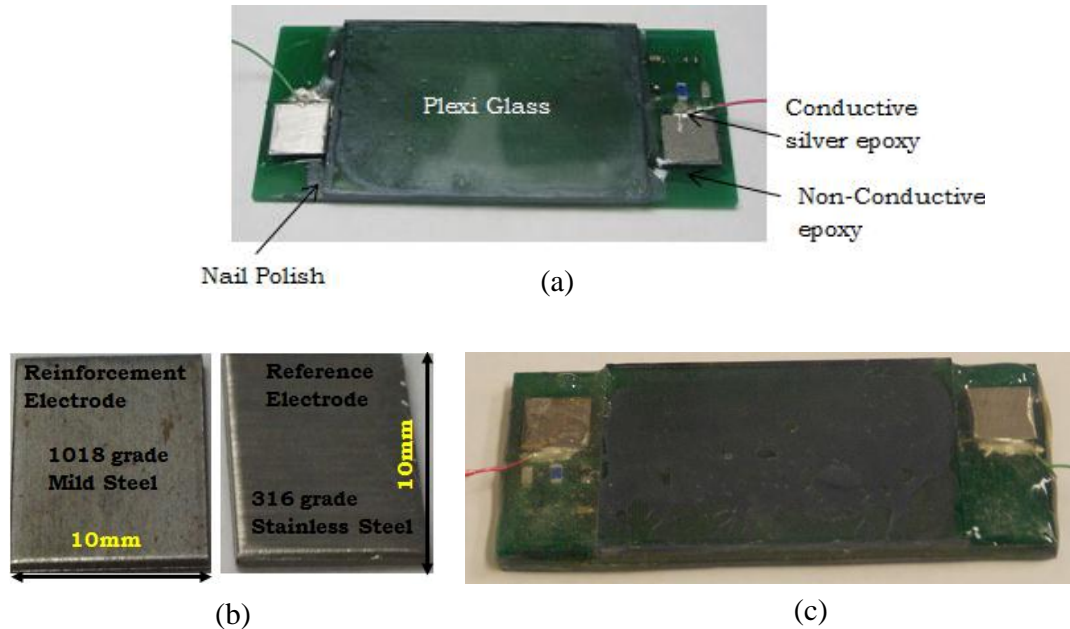 Plexi Glass
Conductive
silver epoxy
Non-Conductive
epoxy
Nail Polish
(a)
Reinforcement
Electrode
1018 grade
Mild Steel
10mm
Reference
Electrode
316 grade
Stainless Steel
10mm
(b)
(c)